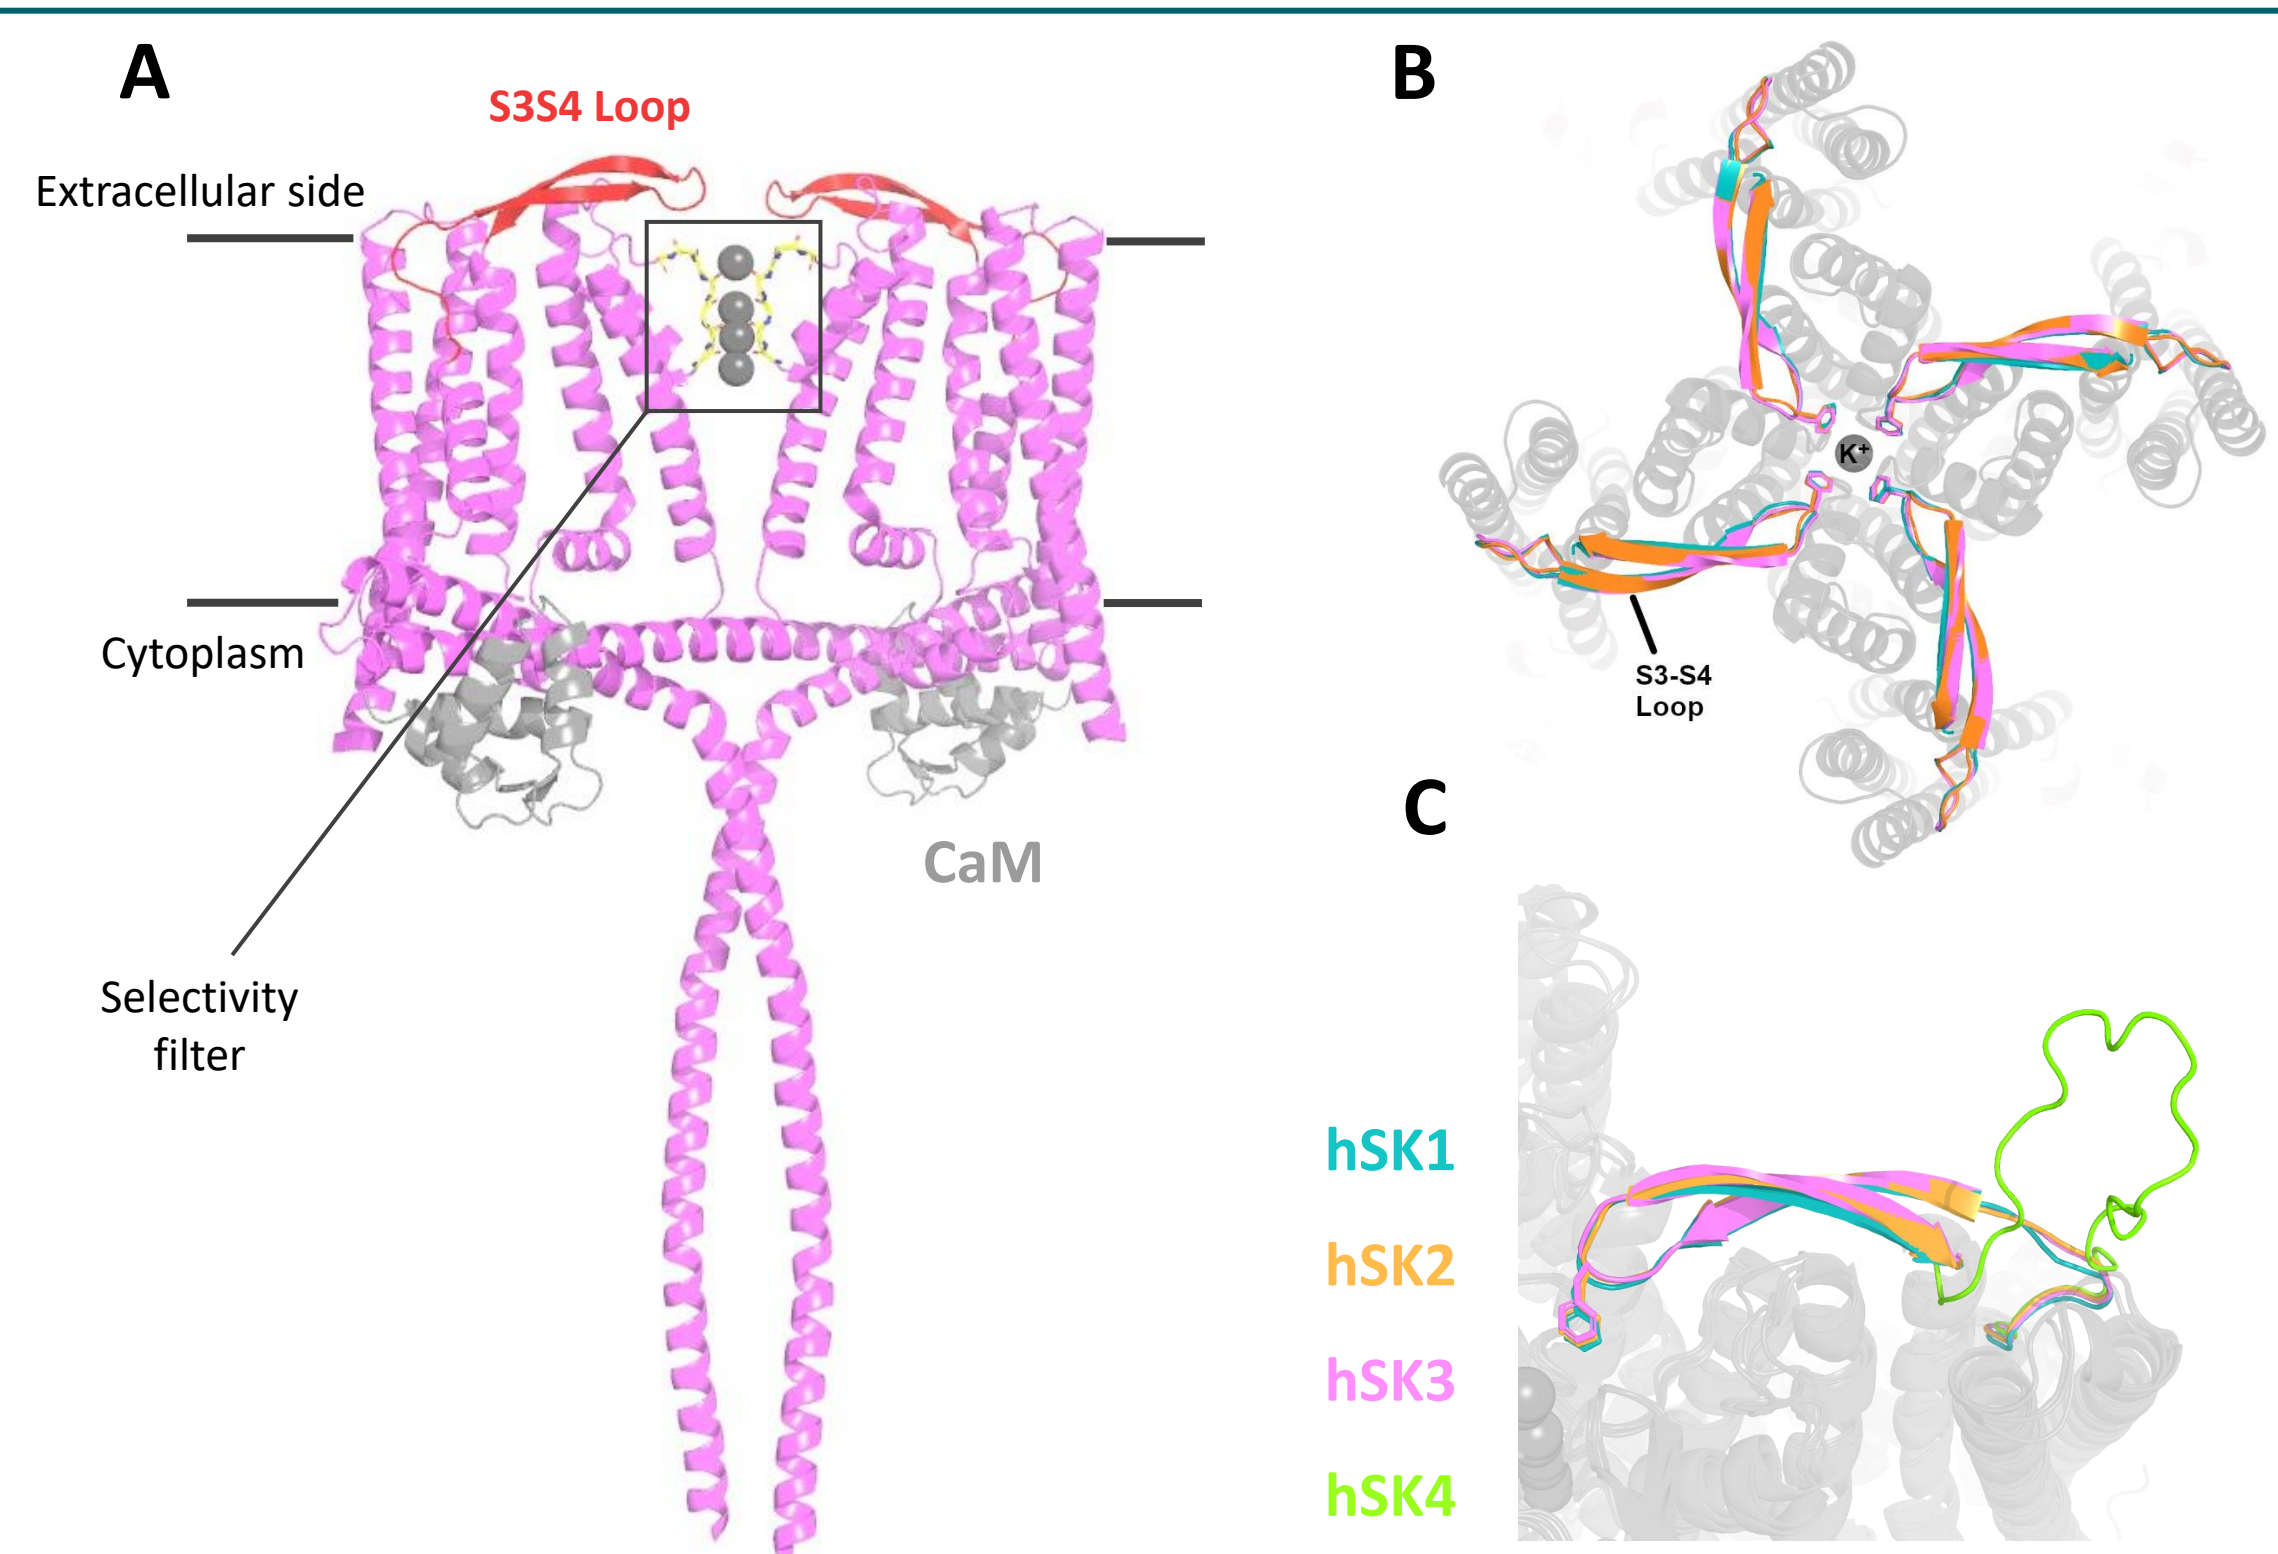 A
S3S4 Loop
Extracellular side
Cytoplasm
CaM
Selectivity
filter
B
K⁺
S3-S4
Loop
C
hSK1
hSK2
hSK3
hSK4